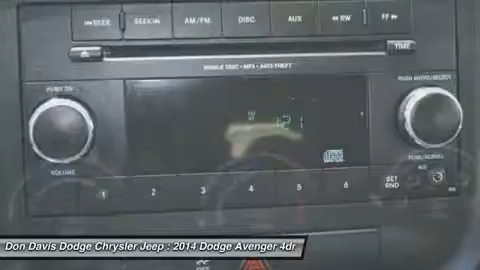 SEEK SEEK AM/FM DISC AUX RW FF
TIME
SINGLE DISC • MP3 • ANTI-THEFT
PUSH ON
PUSH MENU/SELECT
:21
VOLUME
TUNE/SCROLL
1 2 3 4 5 6 SET
RND
Don Davis Dodge Chrysler Jeep : 2014 Dodge Avenger 4dr